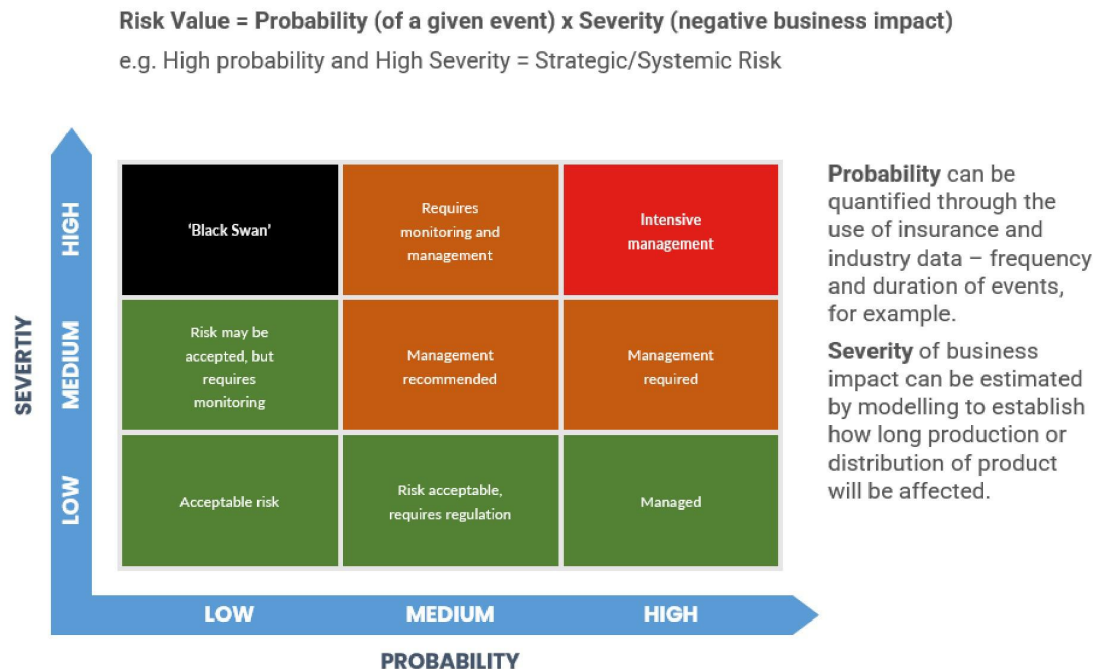 Risk Value = Probability (of a given event) x Severity (negative business impact)
e.g. High probability and High Severity = Strategic/Systemic Risk
SEVERTIY
HIGH
MEDIUM
LOW
‘Black Swan’
Requires
monitoring and
management
Intensive
management
Risk may be
accepted, but
requires
monitoring
Management
recommended
Management
required
Acceptable risk
Risk acceptable,
requires regulation
Managed
LOW
MEDIUM
HIGH
PROBABILITY
Probability can be
quantified through the
use of insurance and
industry data – frequency
and duration of events,
for example.
Severity of business
impact can be estimated
by modelling to establish
how long production or
distribution of product
will be affected.